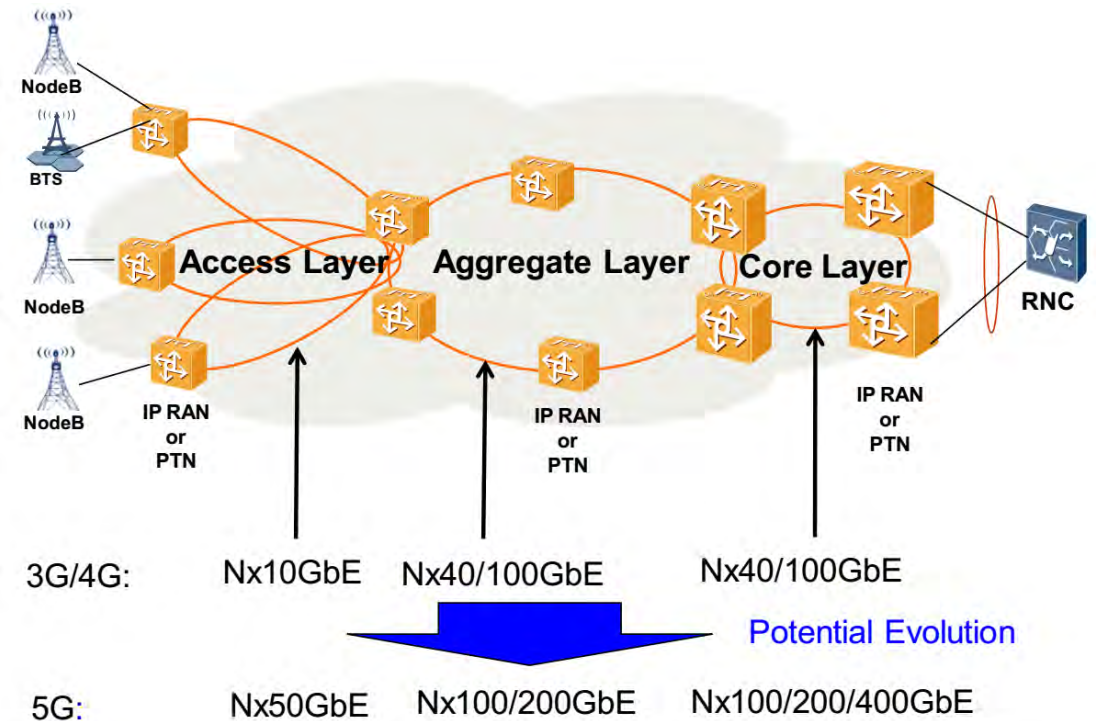 NodeB
BTS
NodeB
NodeB
Access Layer
Aggregate Layer
Core Layer
RNC
IP RAN
or
PTN
IP RAN
or
PTN
IP RAN
or
PTN
3G/4G:
Nx10GbE
Nx40/100GbE
Nx40/100GbE
Potential Evolution
5G:
Nx50GbE
Nx100/200GbE
Nx100/200/400GbE